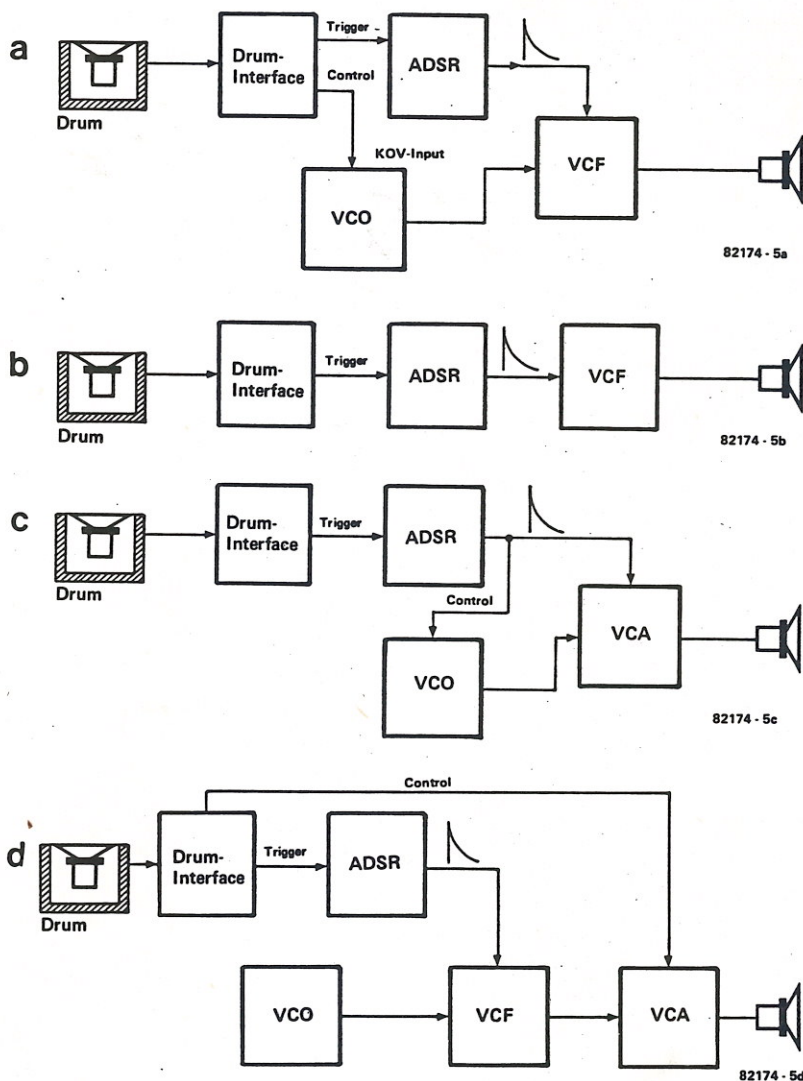 a
Trigger
Drum-
Interface
ADSR
Control
Drum
KOV-Input
VCF
VCO
82174 - 5a
b
Drum-
Interface
Trigger
ADSR
VCF
Drum
82174 - 5b
c
Drum-
Interface
Trigger
ADSR
Drum
Control
VCA
VCO
82174 - 5c
Control
d
Drum-
Interface
Trigger
ADSR
Drum
VCO
VCF
VCA
82174 - 5d